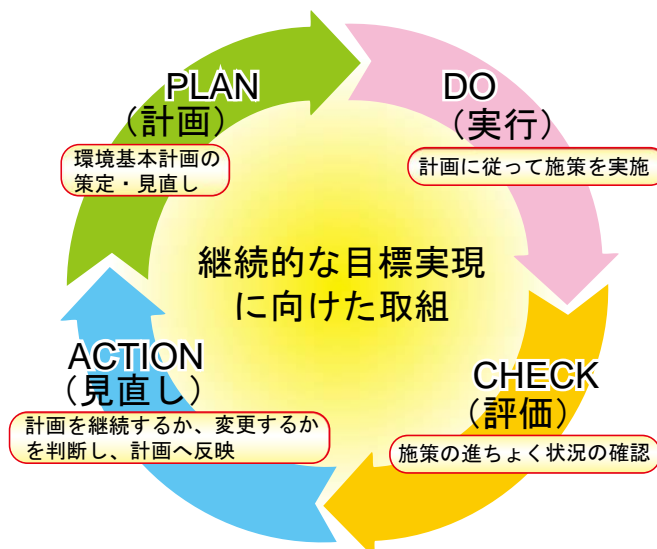 PLAN
（計画）
環境基本計画の
策定・見直し
DO
（実行）
計画に従って施策を実施
継続的な目標実現
に向けた取組
CHECK
（評価）
施策の進ちょく状況の確認
ACTION
（見直し）
計画を継続するか、変更するか
を判断し、計画へ反映